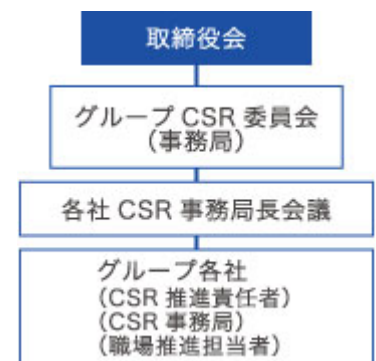 取締役会
グループ CSR 委員会
（事務局）
各社 CSR 事務局長会議
グループ各社
（CSR 推進責任者）
（CSR 事務局）
（職場推進担当者）